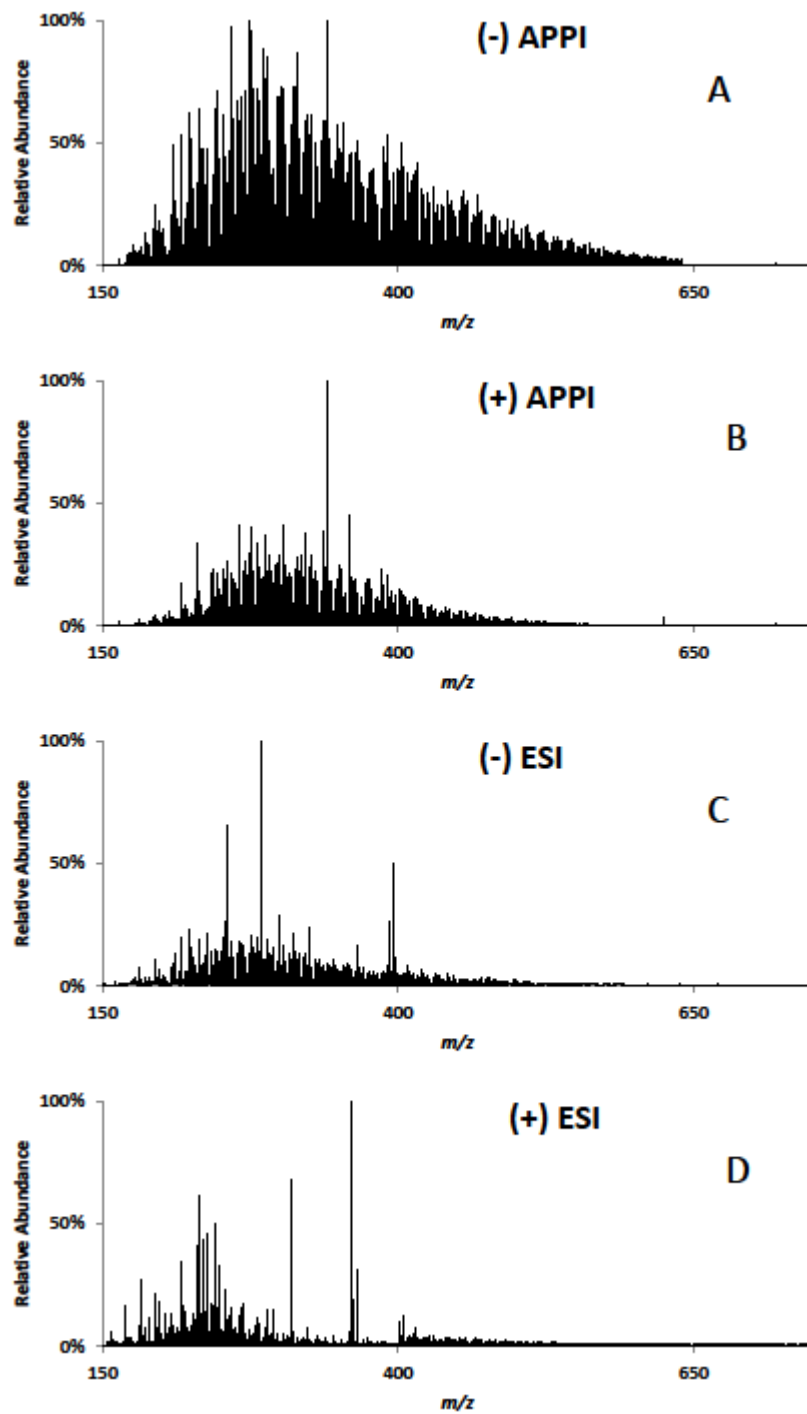 (-) APPI
A
Relative Abundance
100%
50%
0%
150
400
650
m/z
(+) APPI
B
Relative Abundance
100%
50%
0%
150
400
650
m/z
(-) ESI
C
Relative Abundance
100%
50%
0%
150
400
650
m/z
(+) ESI
D
Relative Abundance
100%
50%
0%
150
400
650
m/z